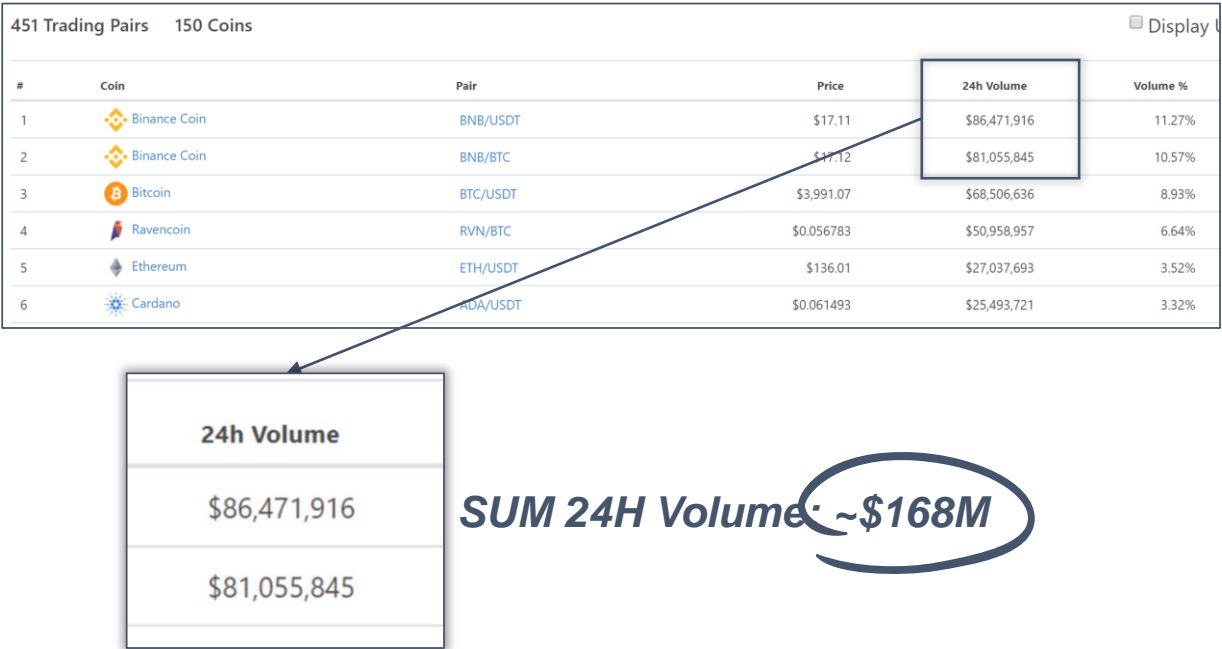 451 Trading Pairs 150 Coins Display
# Coin Pair Price 24h Volume Volume %
1 Binance Coin BNB/USDT $17.11 $86,471,916 11.27%
2 Binance Coin BNB/BTC $17.12 $81,055,845 10.57%
3 Bitcoin BTC/USDT $3,991.07 $68,506,636 8.93%
4 Ravencoin RVN/BTC $0.056783 $50,958,957 6.64%
5 Ethereum ETH/USDT $136.01 $27,037,693 3.52%
6 Cardano ADA/USDT $0.061493 $25,493,721 3.32%
24h Volume
$86,471,916
$81,055,845
SUM 24H Volume: ~$168M